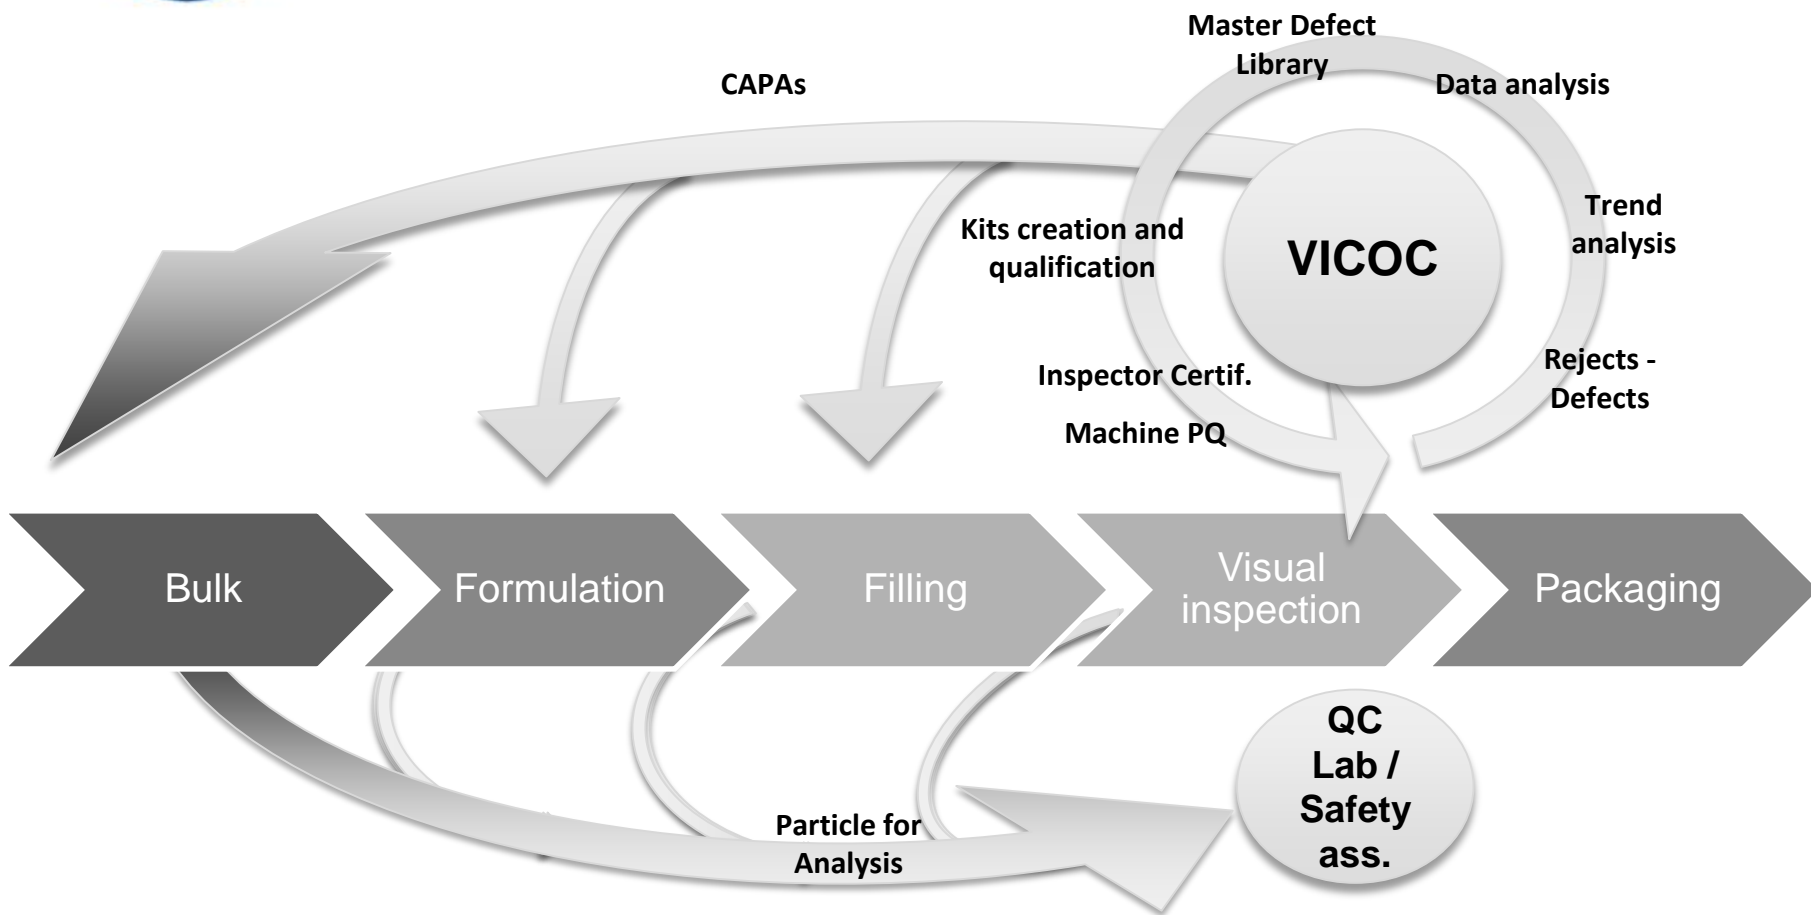 Master Defect
Library
CAPAs
Data analysis
Kits creation and
qualification
VICOC
Trend
analysis
Inspector Certif.
Rejects -
Defects
Machine PQ
Bulk
Formulation
Filling
Visual
inspection
Packaging
QC
Lab /
Safety
ass.
Particle for
Analysis